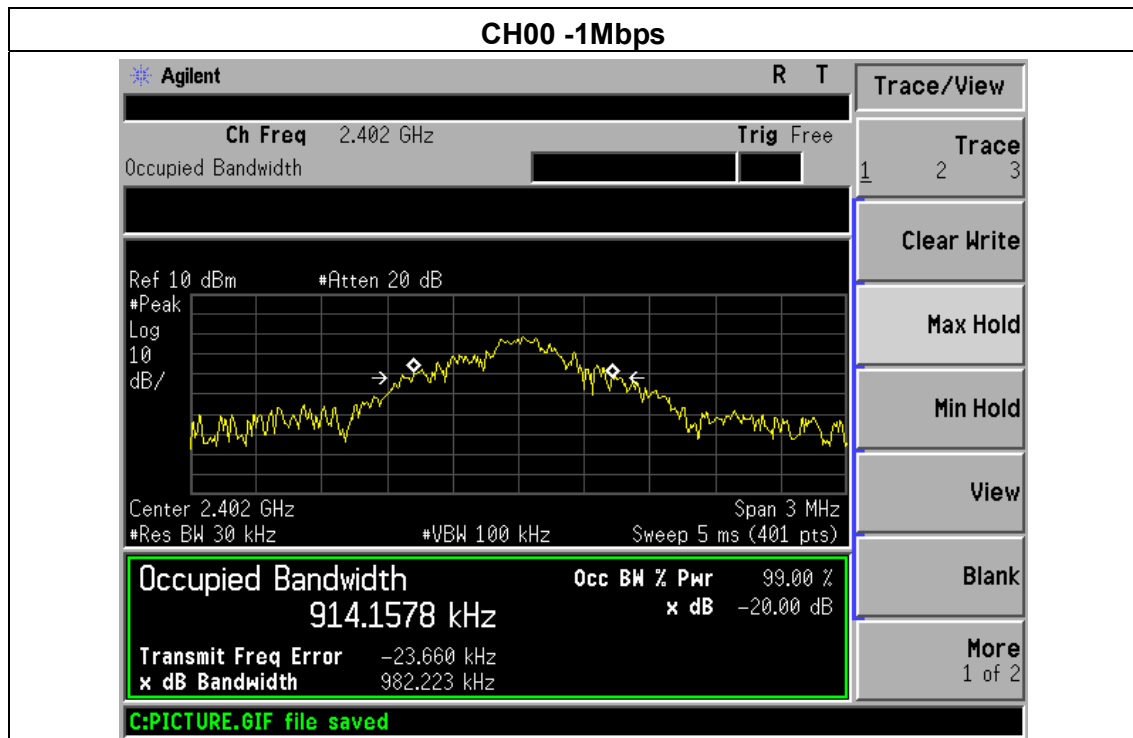 CH00 -1Mbps
Agilent R T
Ch Freq 2.402 GHz Trig Free
Occupied Bandwidth
Ref 10 dBm #Atten 20 dB
#Peak
Log
10
dB/
Center 2.402 GHz Span 3 MHz
#Res BW 30 kHz #VBW 100 kHz Sweep 5 ms (401 pts)
Occupied Bandwidth Occ BW % Pwr 99.00 %
914.1578 kHz x dB -20.00 dB
Transmit Freq Error -23.660 kHz
x dB Bandwidth 982.223 kHz
C:PICTURE.GIF file saved
Trace/View
Trace
1 2 3
Clear Write
Max Hold
Min Hold
View
Blank
More
1 of 2